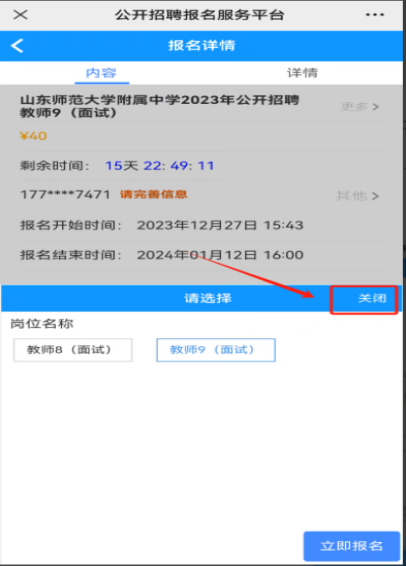 公开招聘报名服务平台
报名详情
内容 详情
山东师范大学附属中学2023年公开招聘
教师9（面试） 更多
¥40
剩余时间： 15天 22: 49: 11
177****7471 请完善信息 其他
报名开始时间： 2023年12月27日 15:43
报名结束时间： 2024年01月12日 16:00
请选择 关闭
岗位名称
教师8（面试） 教师9（面试）
立即报名